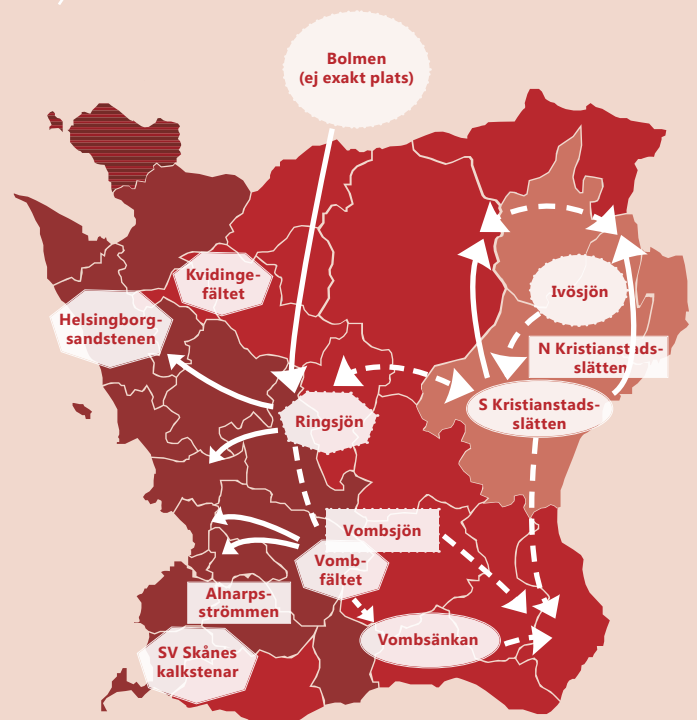 Bolmen
(ej exakt plats)
Kvidinge-
fältet
Ivösjön
Helsingborg-
sandstenen
N Kristianstads-
slätten
Ringsjön
S Kristianstads-
slätten
Vombsjön
Vomb-
fältet
Alnarps-
strömmen
Vombsänkan
SV Skånes
kalkstenar